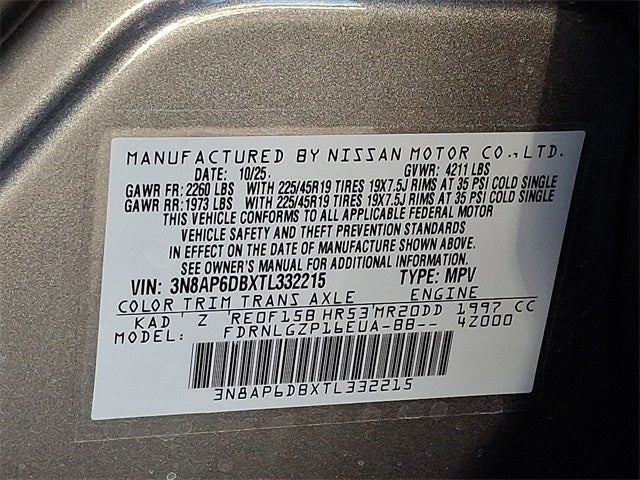 MANUFACTURED BY NISSAN MOTOR CO., LTD.
DATE: 10/25. GVWR: 4211 LBS
GAWR FR: 2260 LBS WITH 225/45R19 TIRES 19X7.5J RIMS AT 35 PSI COLD SINGLE
GAWR RR: 1973 LBS WITH 225/45R19 TIRES 19X7.5J RIMS AT 35 PSI COLD SINGLE
THIS VEHICLE CONFORMS TO ALL APPLICABLE FEDERAL MOTOR
VEHICLE SAFETY AND THEFT PREVENTION STANDARDS
IN EFFECT ON THE DATE OF MANUFACTURE SHOWN ABOVE.
SEE OWNER'S MANUAL FOR ADDITIONAL INFORMATION
VIN: 3N8AP6DBXTL332215 TYPE: MPV
COLOR TRIM TRANS AXLE ENGINE
KAD ' Z 'RE0F15B HR53'MR20DD 1997 CC
MODEL: FDRNLGZP16EUA-BB-- 4Z000
3N8AP6DBXTL332215